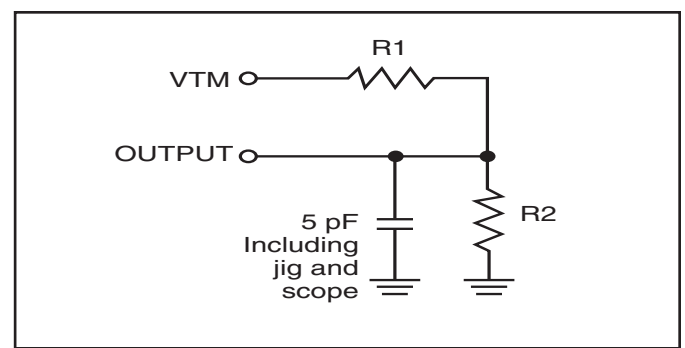 R1
VTM
OUTPUT
R2
5 pF
Including
jig and
scope